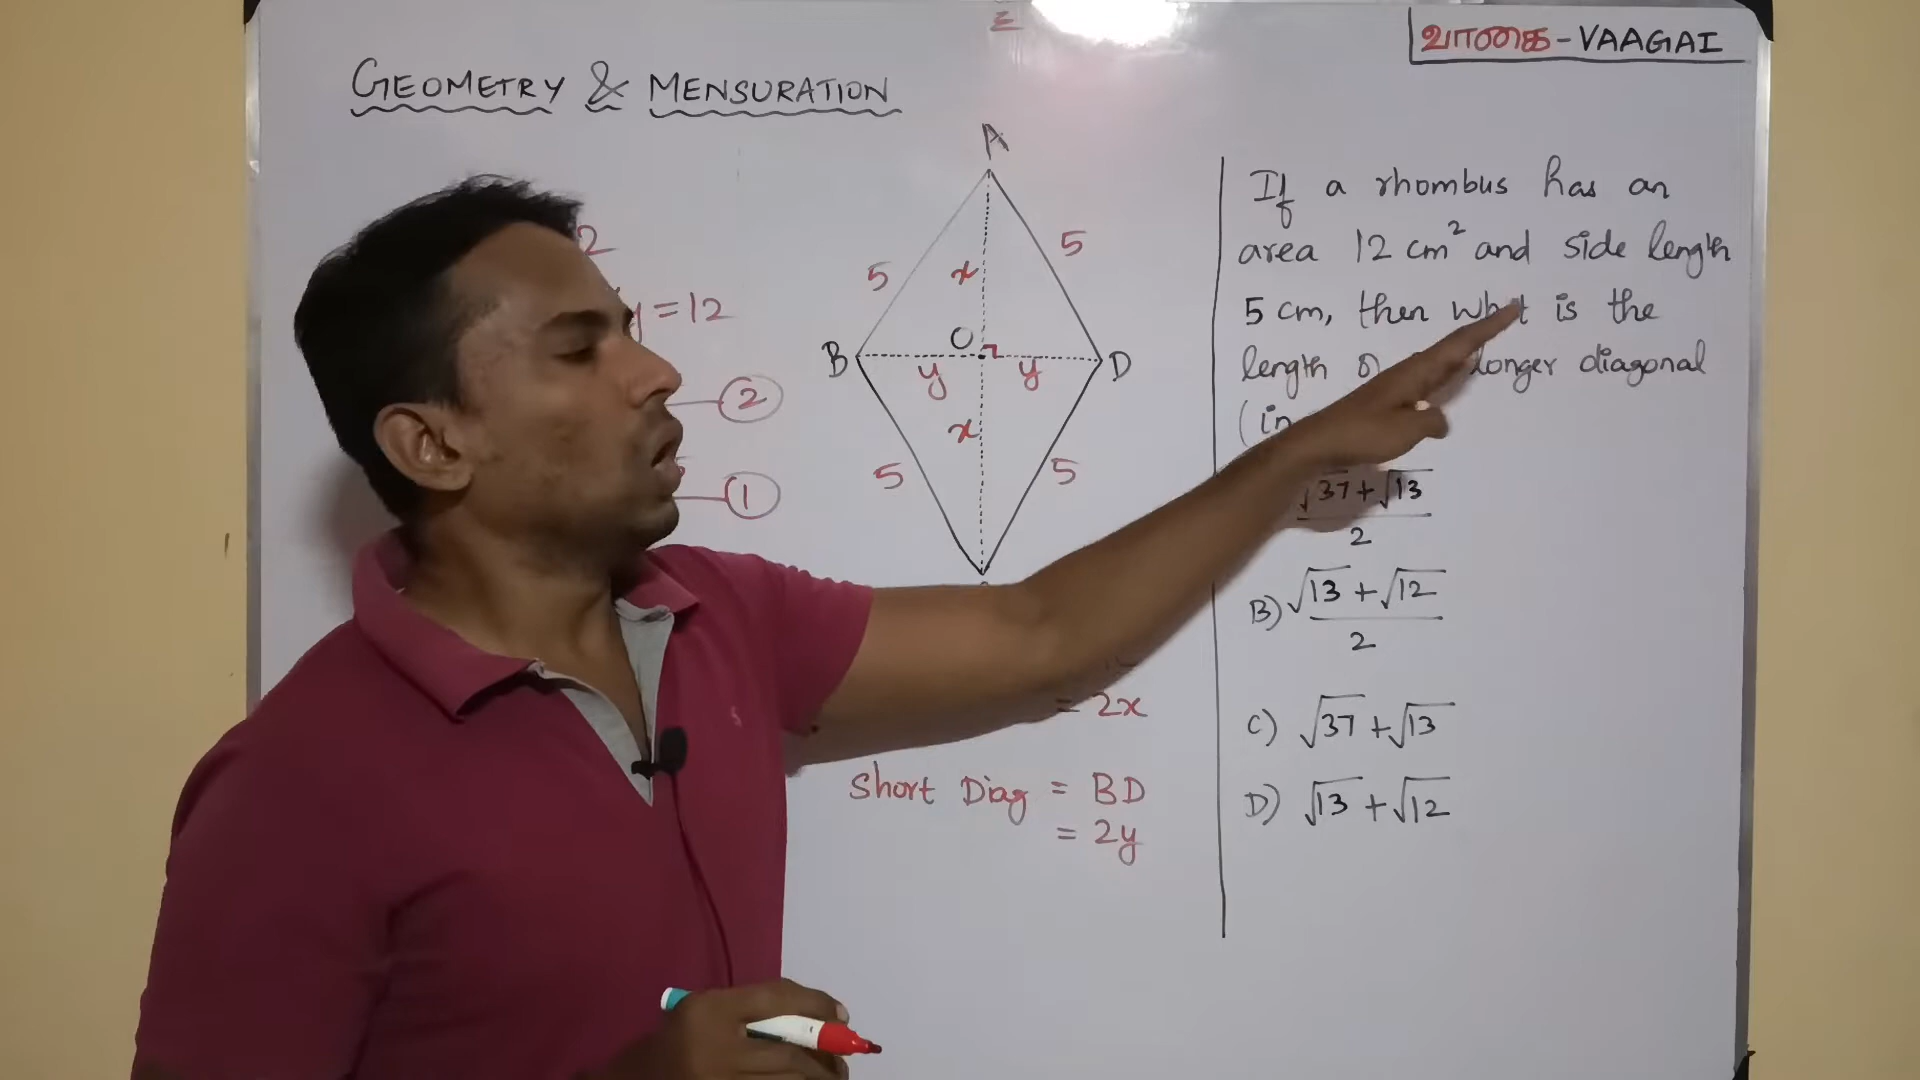 வாகை - VAAGAI
GEOMETRY & MENSURATION
2
y = 12
2
1
A
5
5
x
B
O
D
y
y
x
5
5
= 2x
Short Diag = BD
= 2y
If a rhombus has an
area 12 cm² and side length
5 cm, then what is the
length longer diagonal
(in
√37 + √13
2
B) √13 + √12
2
C) √37 + √13
D) √13 + √12